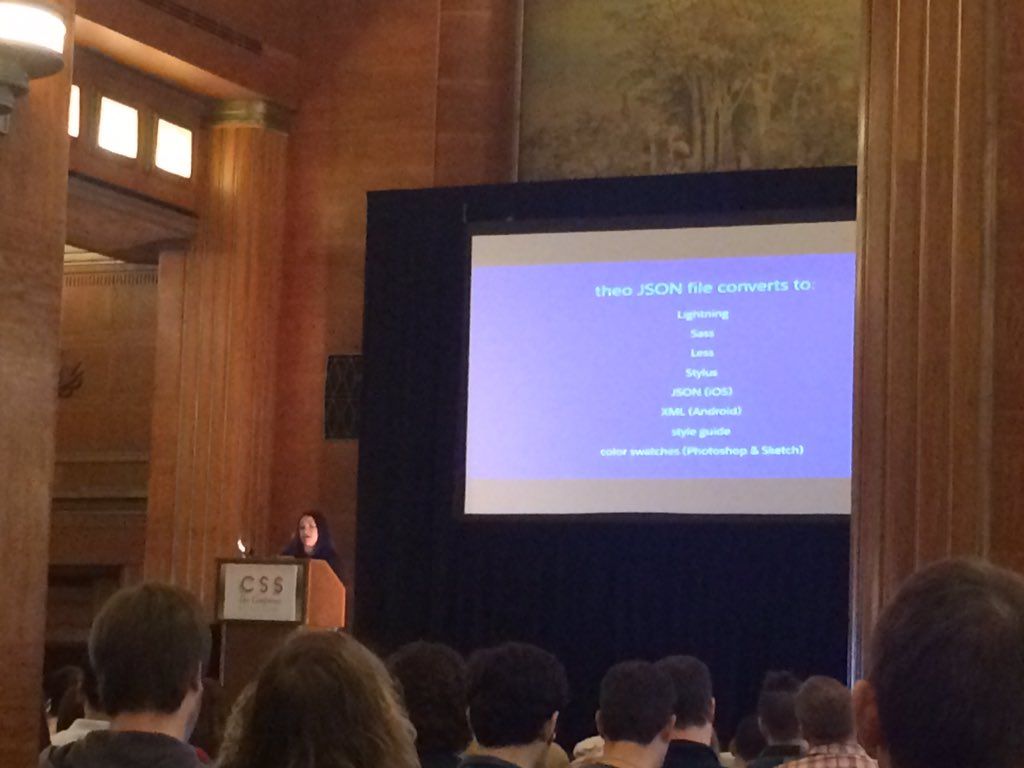 theo JSON file converts to:
Lightning
Sass
Less
Stylus
JSON (iOS)
XML (Android)
style guide
color swatches (Photoshop & Sketch)
CSS